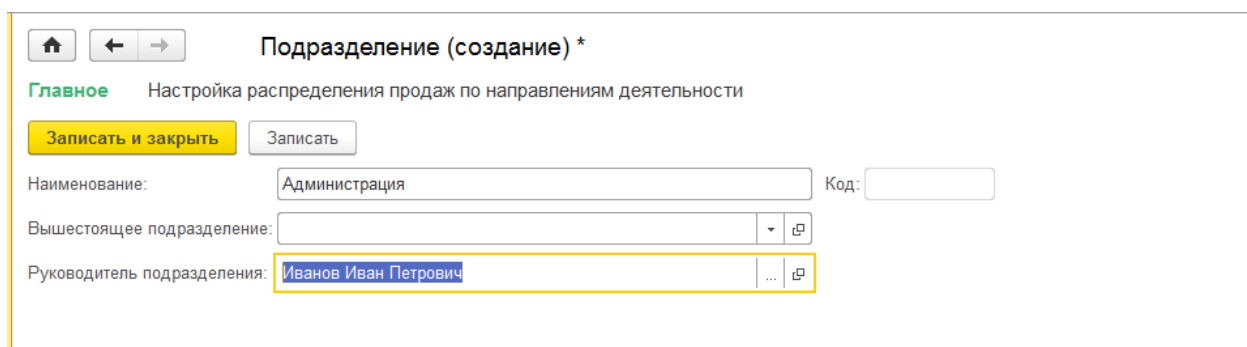 Подразделение (создание) *
Главное Настройка распределения продаж по направлениям деятельности
Записать и закрыть Записать
Наименование: Администрация Код:
Вышестоящее подразделение:
Руководитель подразделения: Иванов Иван Петрович ...